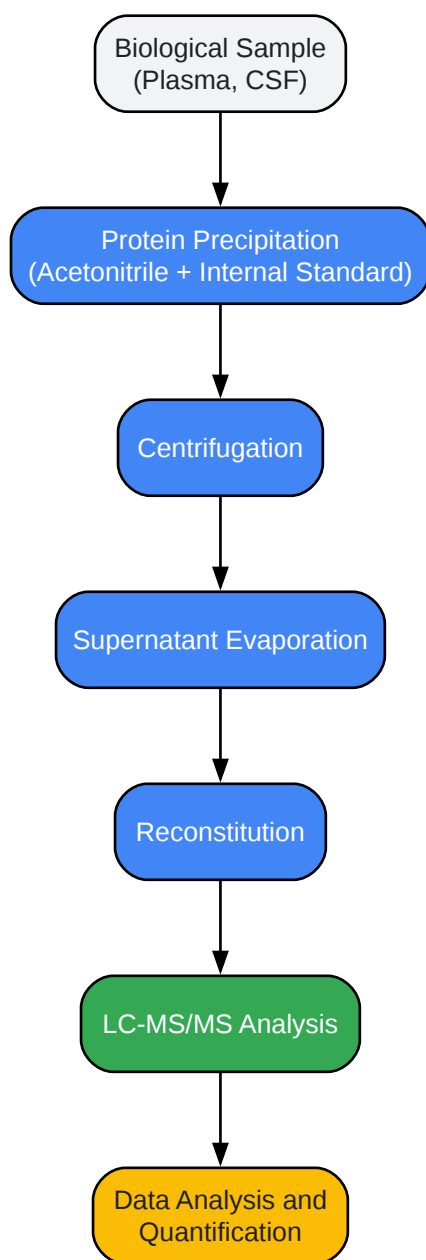 Biological Sample
(Plasma, CSF)
Protein Precipitation
(Acetonitrile + Internal Standard)
Centrifugation
Supernatant Evaporation
Reconstitution
LC-MS/MS Analysis
Data Analysis and
Quantification